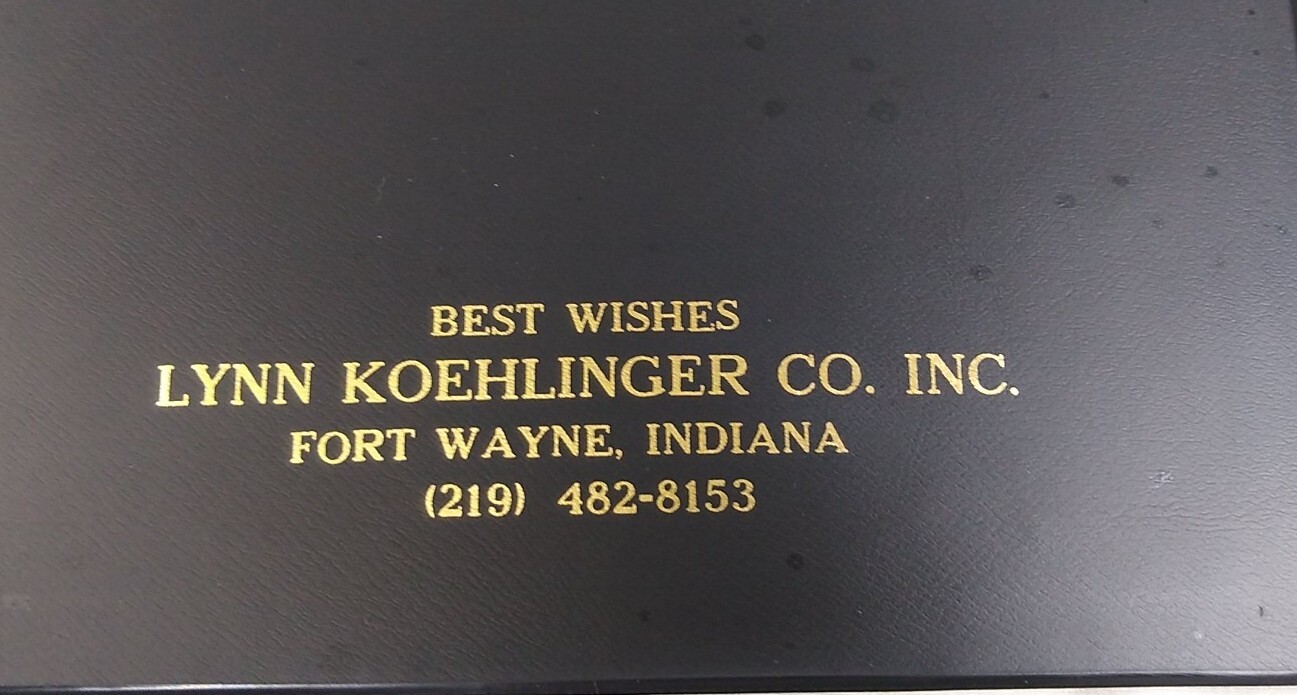 BEST WISHES
LYNN KOEHLINGER CO. INC.
FORT WAYNE, INDIANA
(219) 482-8153